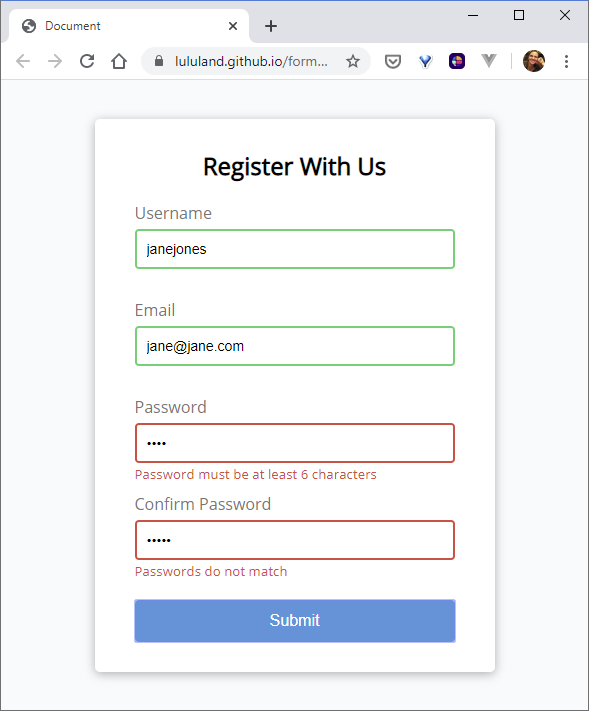 Document
lululand.github.io/form...
Register With Us
Username
janejones
Email
jane@jane.com
Password
••••
Password must be at least 6 characters
Confirm Password
•••••
Passwords do not match
Submit